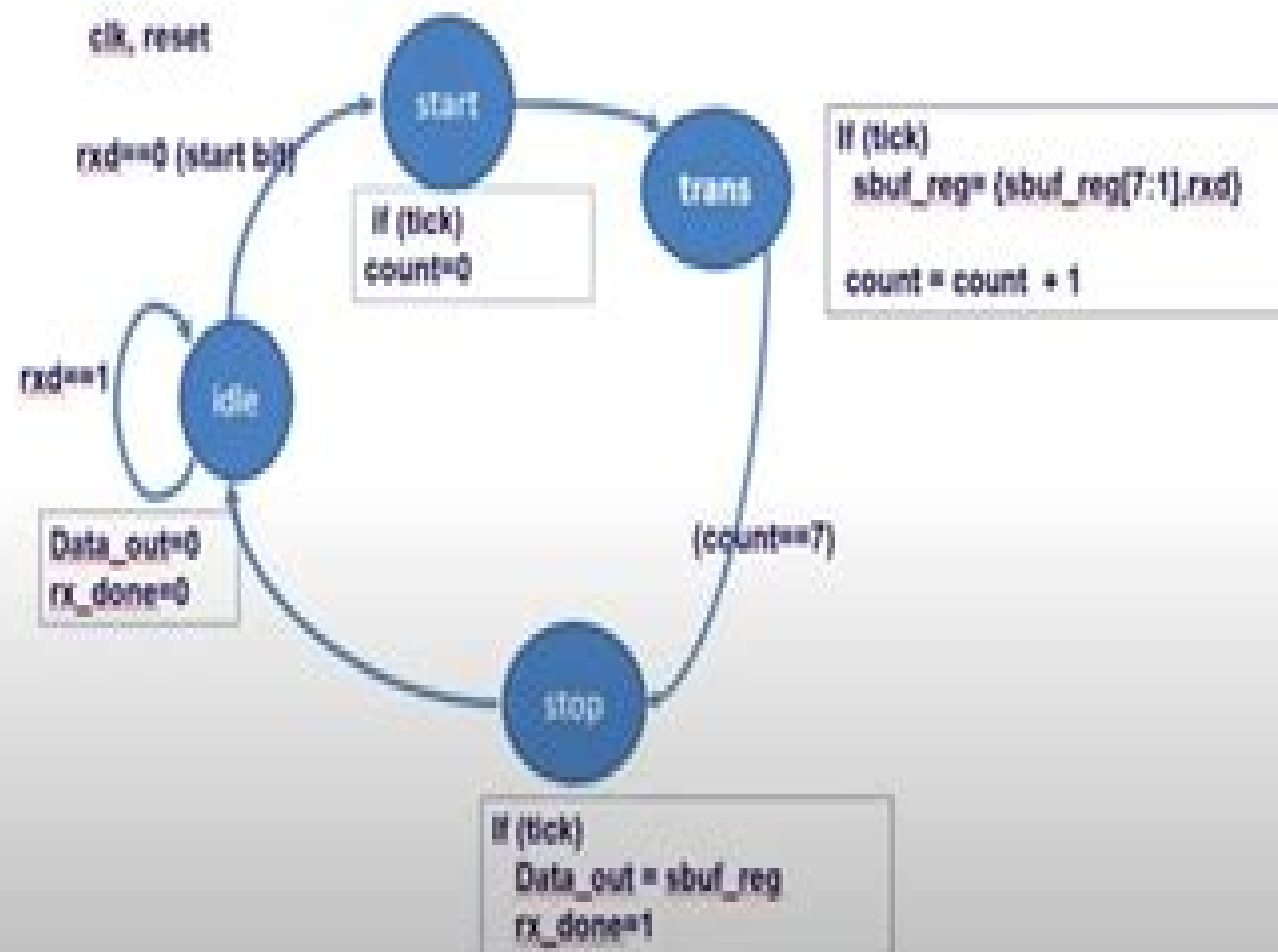 clk, reset
start
rxd==0 (start bit)
trans
If (tick)
sbuf_reg= {sbuf_reg[7:1],rxd}
count = count + 1
if (tick)
count=0
rxd==1
idle
Data_out=0
rx_done=0
(count==7)
stop
If (tick)
Data_out = sbuf_reg
rx_done=1